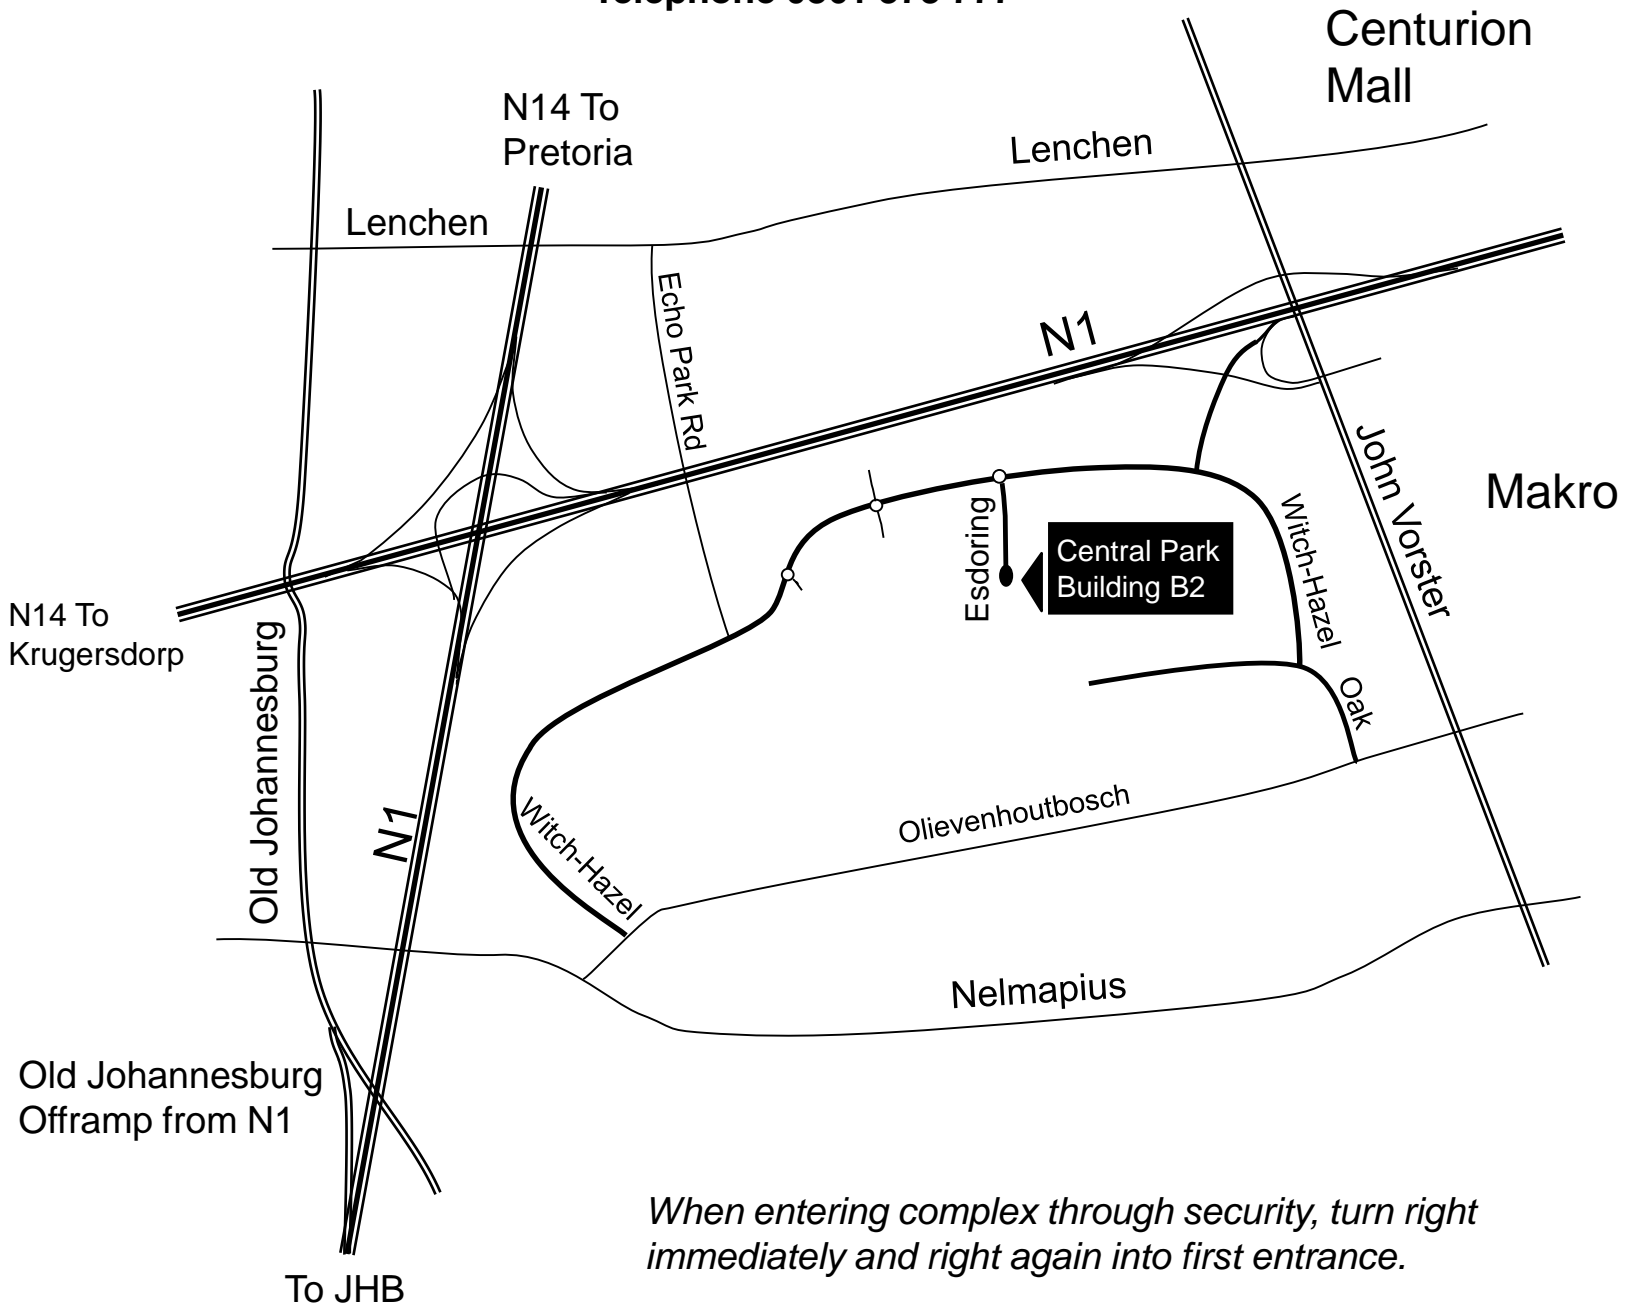 Centurion
Mall
N14 To
Pretoria
Lenchen
Lenchen
Echo Park Rd
N1
John Vorster
Makro
Esdoring
Central Park
Building B2
Witch-Hazel
N14 To
Krugersdorp
Old Johannesburg
Oak
N1
Witch-Hazel
Olievenhoutbosch
Nelmapius
Old Johannesburg
Offramp from N1
When entering complex through security, turn right
immediately and right again into first entrance.
To JHB